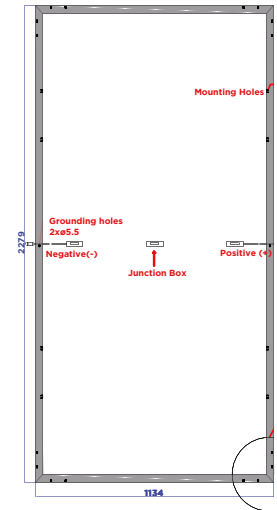 Mounting Holes
Grounding holes
2xø5.5
2279
Negative(-)
Positive (+)
Junction Box
1134